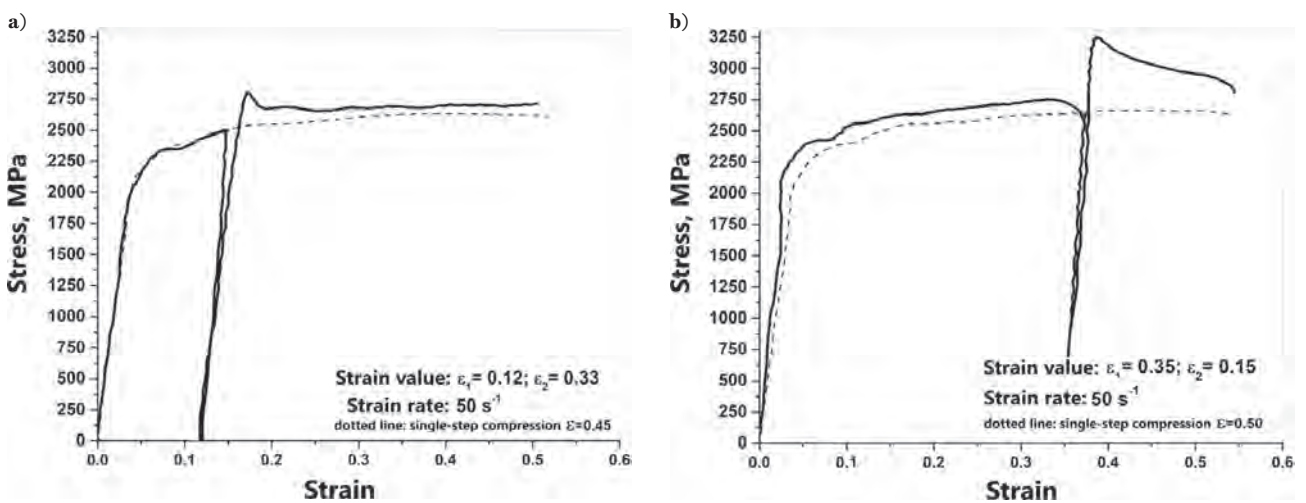 a)
3250
3000
2750
2500
2250
2000
1750
1500
1250
1000
750
500
250
0
Stress, MPa
0.0 0.1 0.2 0.3 0.4 0.5 0.6
Strain
Strain value: ε₁= 0.12; ε₂= 0.33
Strain rate: 50 s⁻¹
dotted line: single-step compression Ɛ=0.45
b)
3250
3000
2750
2500
2250
2000
1750
1500
1250
1000
750
500
250
0
Stress, MPa
0.0 0.1 0.2 0.3 0.4 0.5 0.6
Strain
Strain value: ε₁= 0.35; ε₂= 0.15
Strain rate: 50 s⁻¹
dotted line: single-step compression Ɛ=0.50